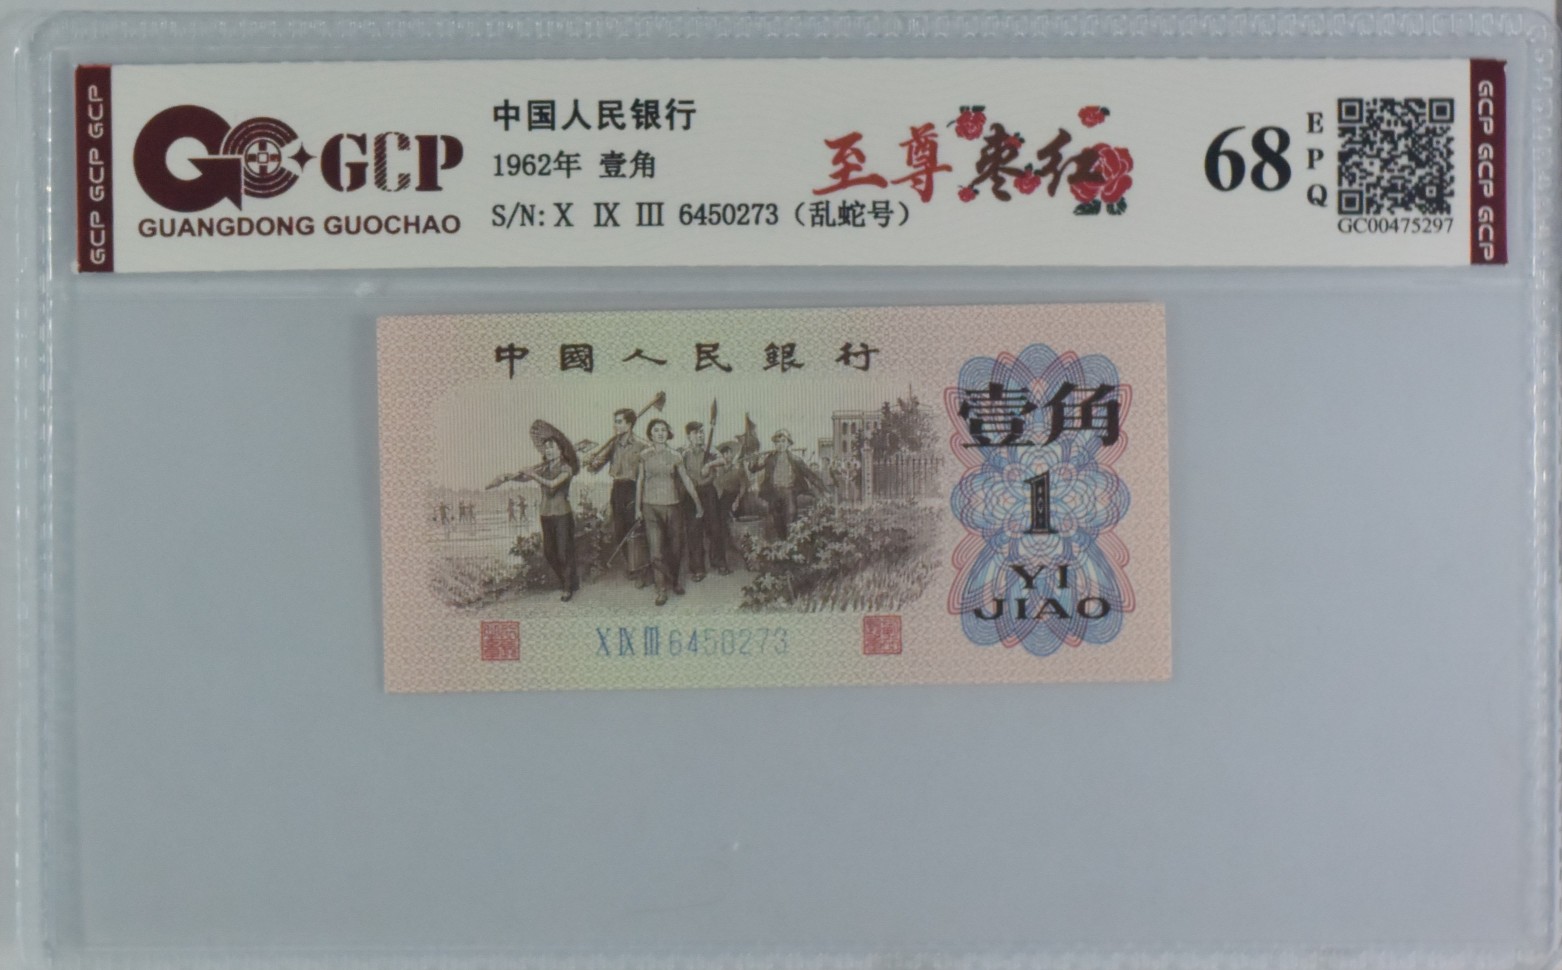 GCP GCP GCP
GCP
GUANGDONG GUOCHAO
中国人民银行
1962年 壹角
S/N: X IX III 6450273（乱蛇号）
至尊枣红
68
EPQ
GC00475297
GCP GCP GCP
中國人民銀行
壹角
1
YI
JIAO
X IX III 6450273